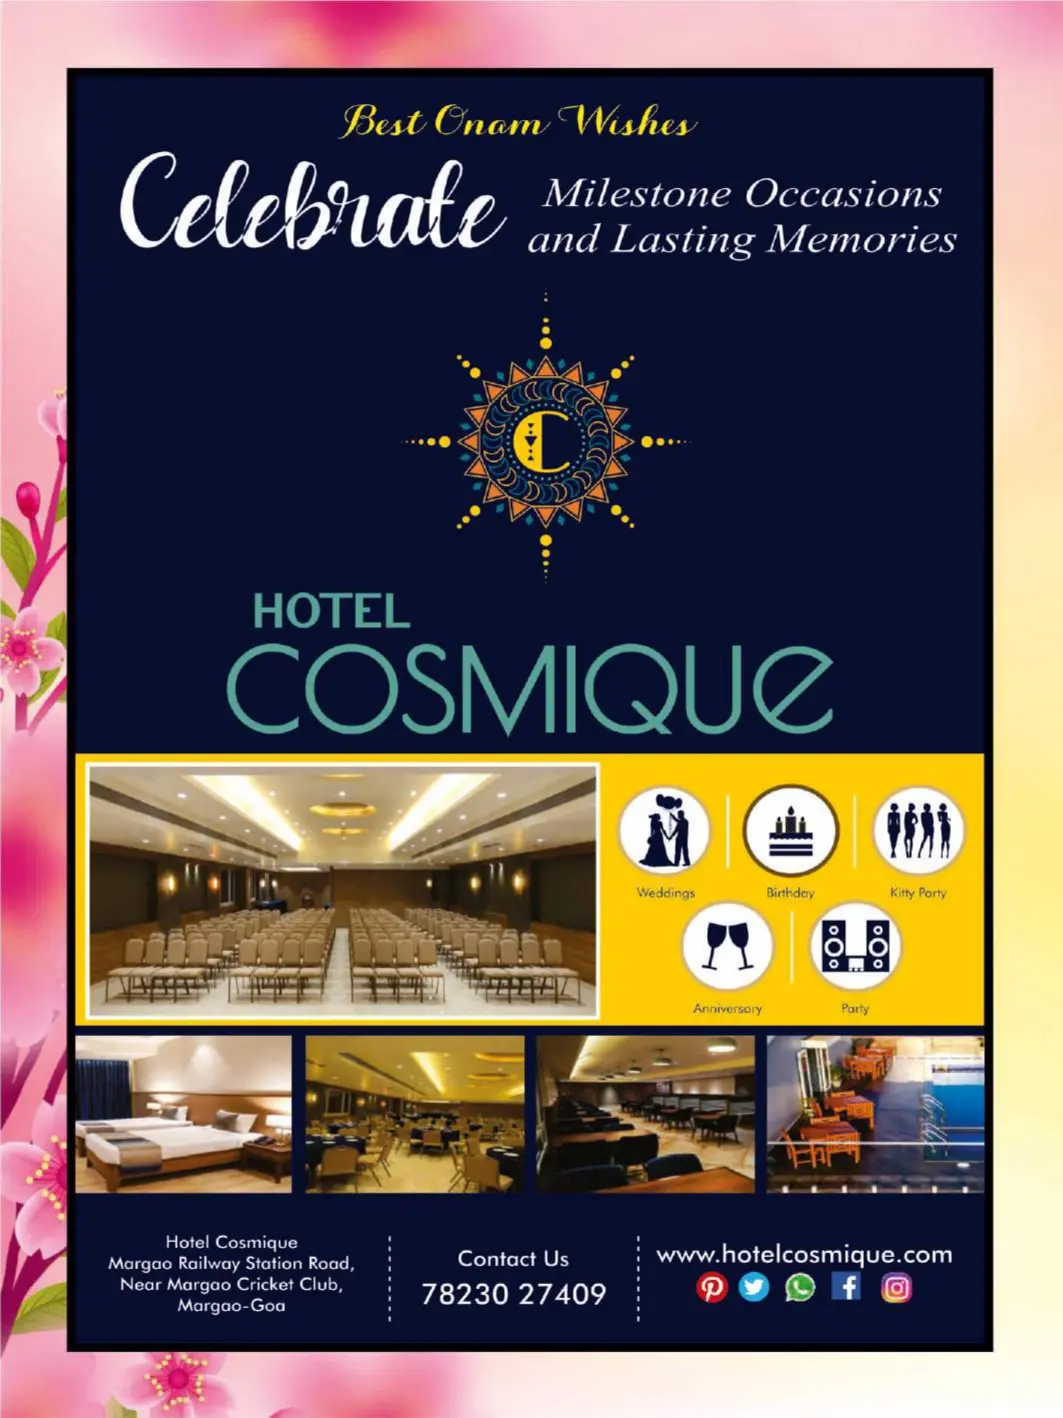 Best Onam Wishes
Celebrate
Milestone Occasions
and Lasting Memories
C
HOTEL
COSMIQUE
Weddings
Birthday
Kitty Party
Anniversary
Party
Hotel Cosmique
Margao Railway Station Road,
Near Margao Cricket Club,
Margao-Goa
Contact Us
78230 27409
www.hotelcosmique.com